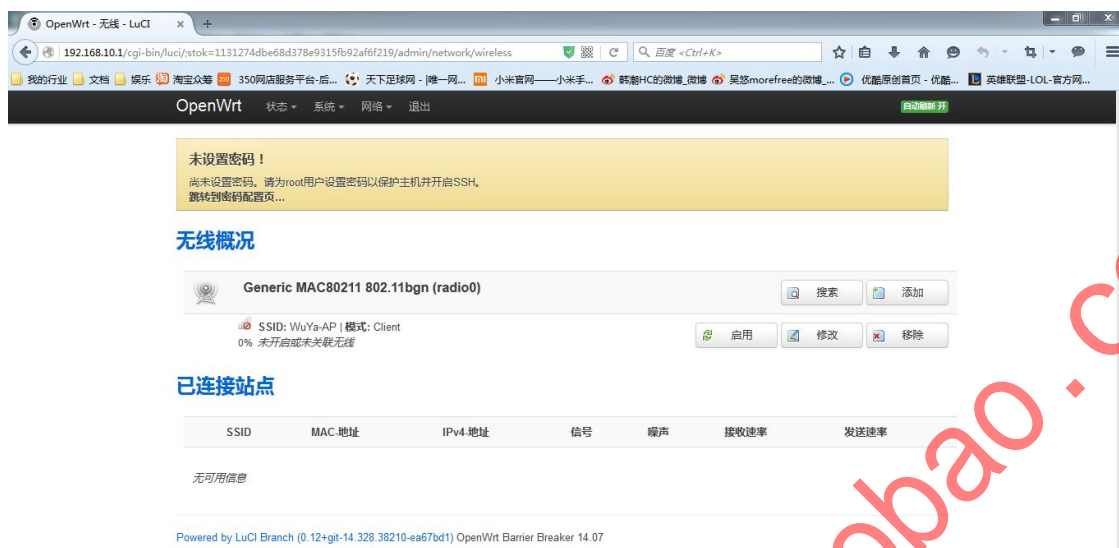 OpenWrt - 无线 - LuCI
192.168.10.1/cgi-bin/luci/;stok=1131274dbe68d378e9315fb92af6f219/admin/network/wireless
百度 <Ctrl+K>
我的行业 文档 娱乐 淘宝众筹 350网店服务平台-后... 天下足球网 - |唯一网... 小米官网——小米手... 韩潮HC的微博_微博 吴悠morefree的微博_... 优酷原创首页 - 优酷... 英雄联盟-LOL-官方网...
OpenWrt 状态 系统 网络 退出 自动刷新 开
未设置密码！
尚未设置密码。请为root用户设置密码以保护主机并开启SSH。
跳转到密码配置页...
无线概况
Generic MAC80211 802.11bgn (radio0) 搜索 添加
SSID: WuYa-AP | 模式: Client
0% 未开启或未关联无线
启用 修改 移除
已连接站点
SSID MAC-地址 IPv4-地址 信号 噪声 接收速率 发送速率
无可用信息
Powered by LuCI Branch (0.12+git-14.328.38210-ea67bd1) OpenWrt Barrier Breaker 14.07
obao.c